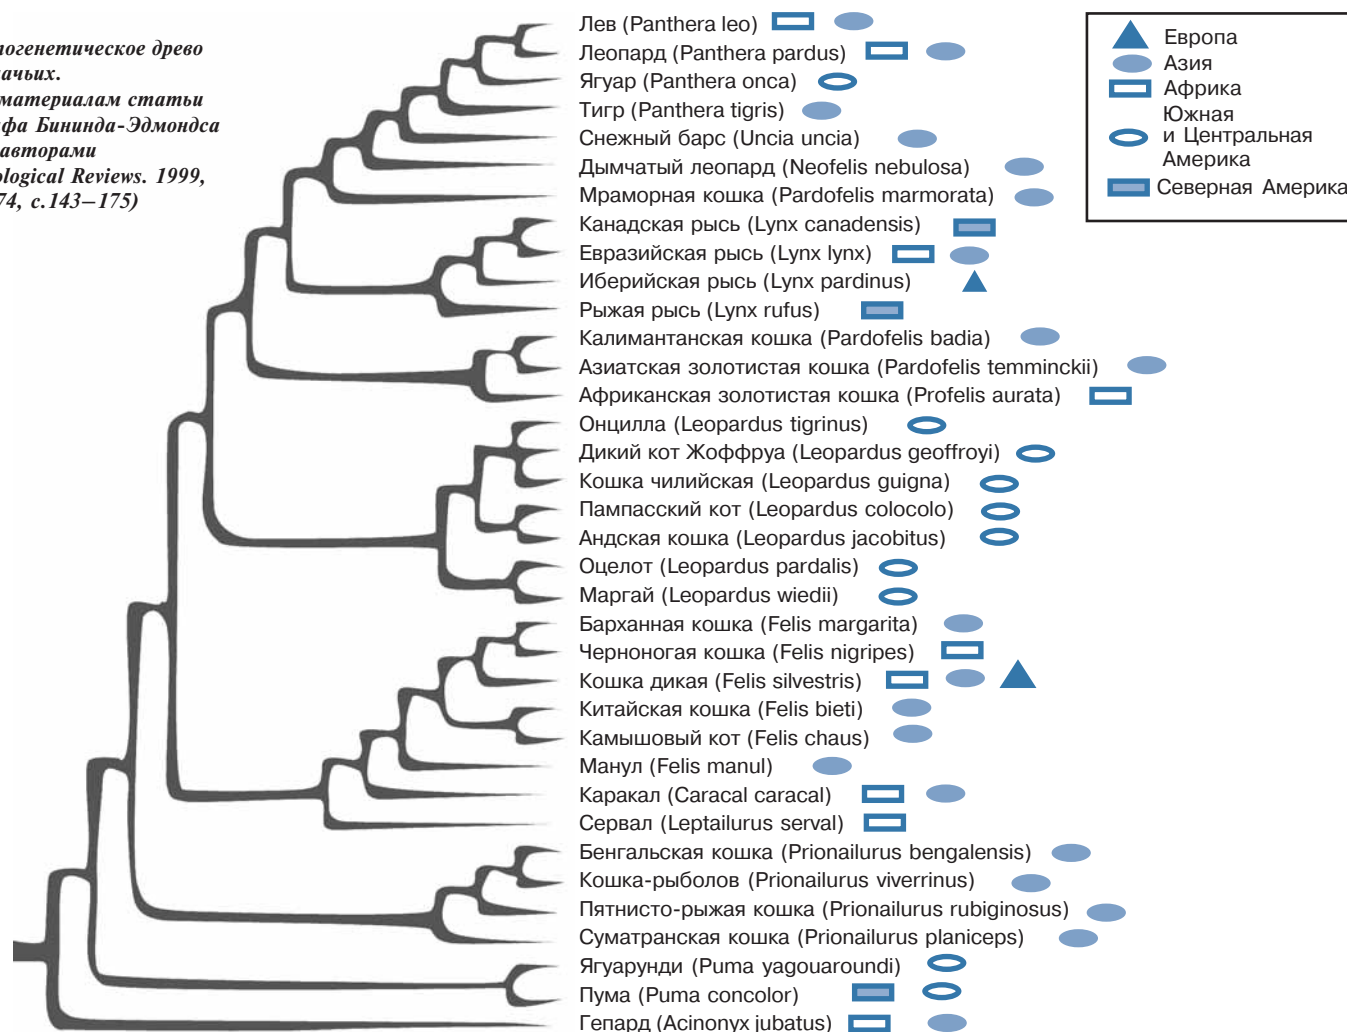 логенетическое древо
ачьих.
материалам статьи
фа Бининда-Эдмондса
авторами
ological Reviews. 1999,
74, с.143–175)
Лев (Panthera leo)
Леопард (Panthera pardus)
Ягуар (Panthera onca)
Тигр (Panthera tigris)
Снежный барс (Uncia uncia)
Дымчатый леопард (Neofelis nebulosa)
Мраморная кошка (Pardofelis marmorata)
Канадская рысь (Lynx canadensis)
Евразийская рысь (Lynx lynx)
Иберийская рысь (Lynx pardinus)
Рыжая рысь (Lynx rufus)
Калимантанская кошка (Pardofelis badia)
Азиатская золотистая кошка (Pardofelis temminckii)
Африканская золотистая кошка (Profelis aurata)
Онцилла (Leopardus tigrinus)
Дикий кот Жоффруа (Leopardus geoffroyi)
Кошка чилийская (Leopardus guigna)
Пампасский кот (Leopardus colocolo)
Андская кошка (Leopardus jacobitus)
Оцелот (Leopardus pardalis)
Маргай (Leopardus wiedii)
Барханная кошка (Felis margarita)
Черноногая кошка (Felis nigripes)
Кошка дикая (Felis silvestris)
Китайская кошка (Felis bieti)
Камышовый кот (Felis chaus)
Манул (Felis manul)
Каракал (Caracal caracal)
Сервал (Leptailurus serval)
Бенгальская кошка (Prionailurus bengalensis)
Кошка-рыболов (Prionailurus viverrinus)
Пятнисто-рыжая кошка (Prionailurus rubiginosus)
Суматранская кошка (Prionailurus planiceps)
Ягуарунди (Puma yagouaroundi)
Пума (Puma concolor)
Гепард (Acinonyx jubatus)
Европа
Азия
Африка
Южная
и Центральная
Америка
Северная Америка